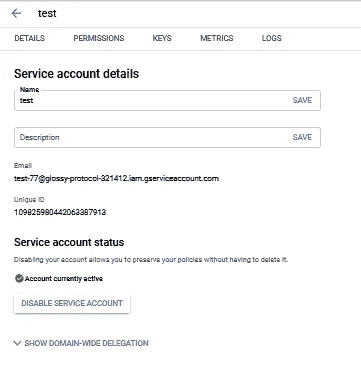 test
DETAILS PERMISSIONS KEYS METRICS LOGS
Service account details
Name
test SAVE
Description SAVE
Email
test-77@glossy-protocol-321412.iam.gserviceaccount.com
Unique ID
109825980442063387913
Service account status
Disabling your account allows you to preserve your policies without having to delete it.
Account currently active
DISABLE SERVICE ACCOUNT
SHOW DOMAIN-WIDE DELEGATION